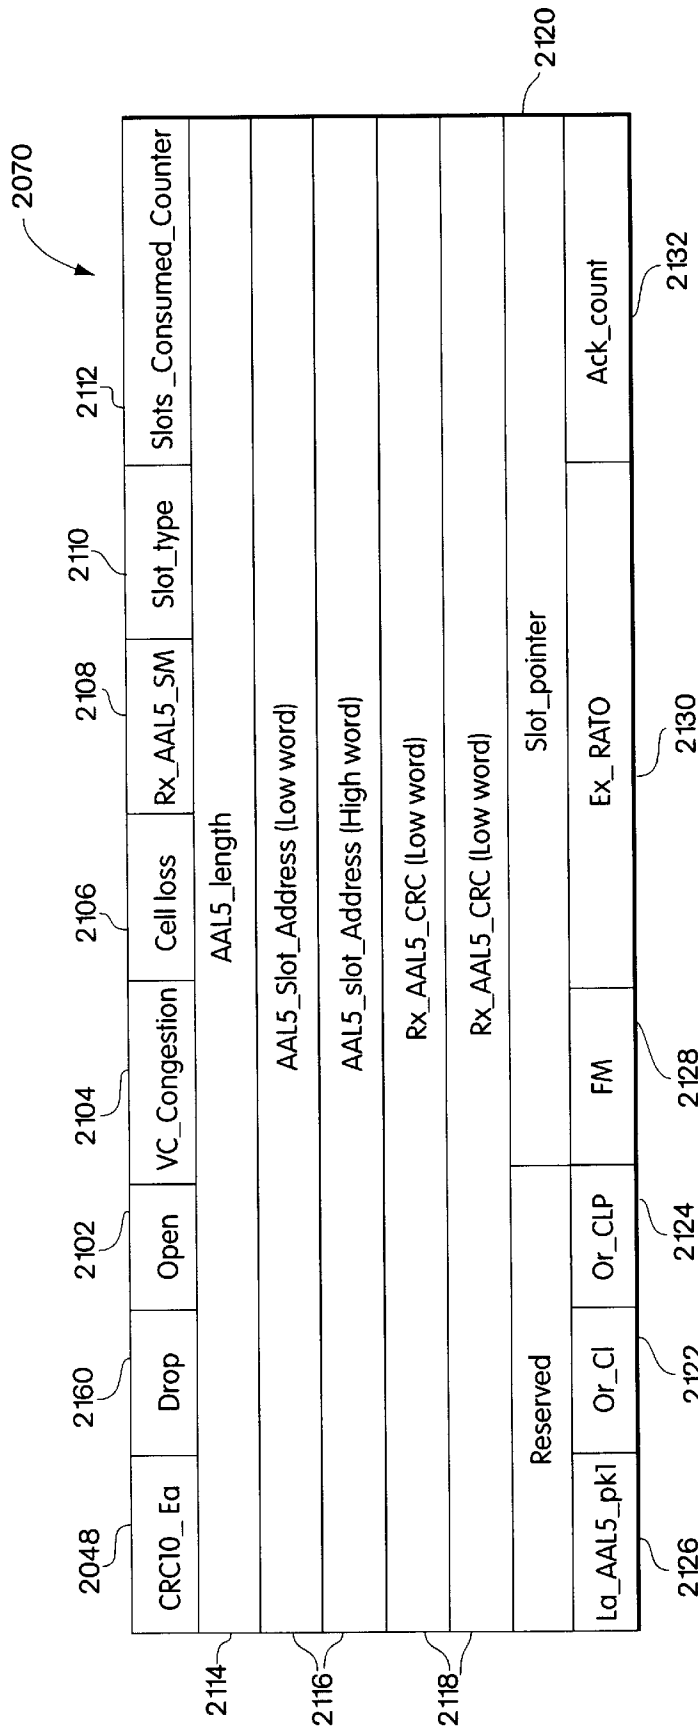 2070
2048
2160
2102
2104
2106
2108
2110
2112
CRC10_Ea
Drop
Open
VC_Congestion
Cell loss
Rx_AAL5_SM
Slot_type
Slots_Consumed_Counter
2114
AAL5_length
2116
AAL5_Slot_Address (Low word)
AAL5_slot_Address (High word)
2118
Rx_AAL5_CRC (Low word)
Rx_AAL5_CRC (Low word)
Reserved
Slot_pointer
2120
La_AAL5_pk1
Or_CI
Or_CLP
FM
Ex_RATO
Ack_count
2126
2122
2124
2128
2130
2132